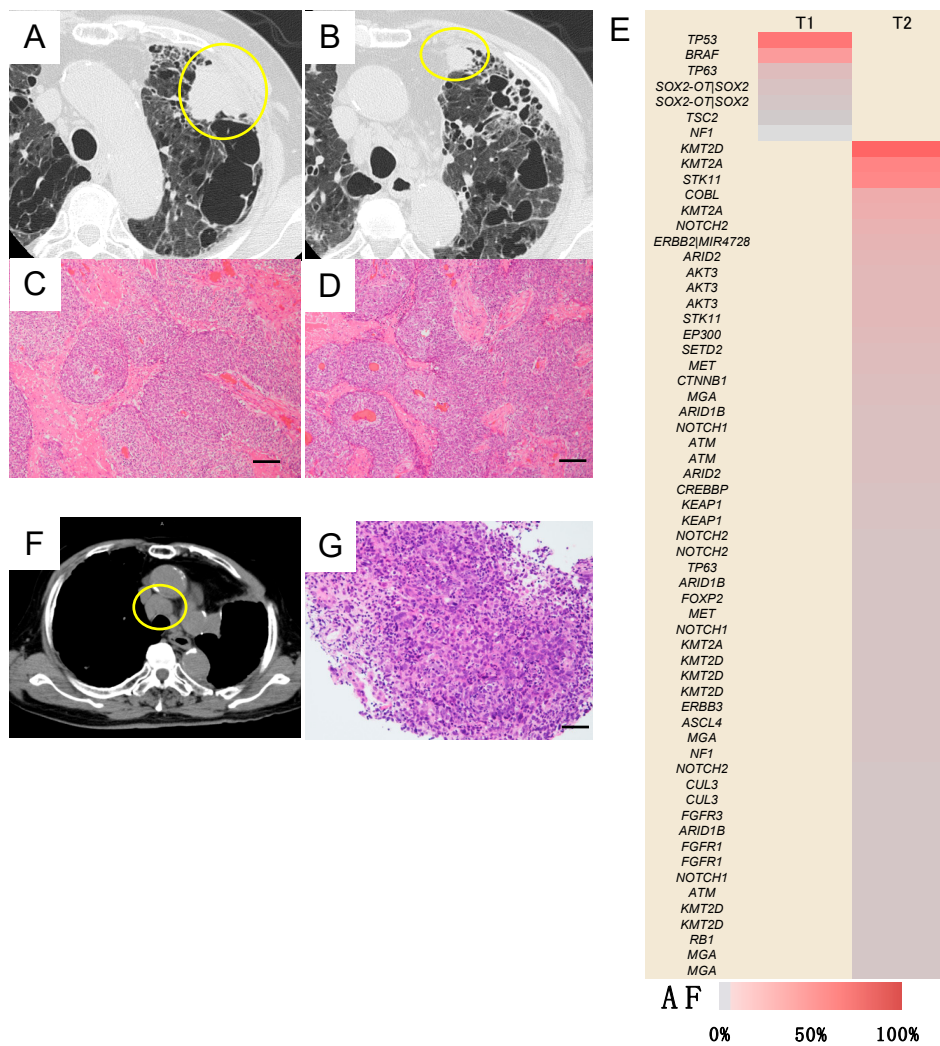 A
B
C
D
F
G
E
T1 T2
TP53
BRAF
TP63
SOX2-OT|SOX2
SOX2-OT|SOX2
TSC2
NF1
KMT2D
KMT2A
STK11
COBL
KMT2A
NOTCH2
ERBB2|MIR4728
ARID2
AKT3
AKT3
AKT3
STK11
EP300
SETD2
MET
CTNNB1
MGA
ARID1B
NOTCH1
ATM
ATM
ARID2
CREBBP
KEAP1
KEAP1
NOTCH2
NOTCH2
TP63
ARID1B
FOXP2
MET
NOTCH1
KMT2A
KMT2D
KMT2D
KMT2D
ERBB3
ASCL4
MGA
NF1
NOTCH2
CUL3
CUL3
FGFR3
ARID1B
FGFR1
FGFR1
NOTCH1
ATM
KMT2D
KMT2D
RB1
MGA
MGA
AF
0% 50% 100%